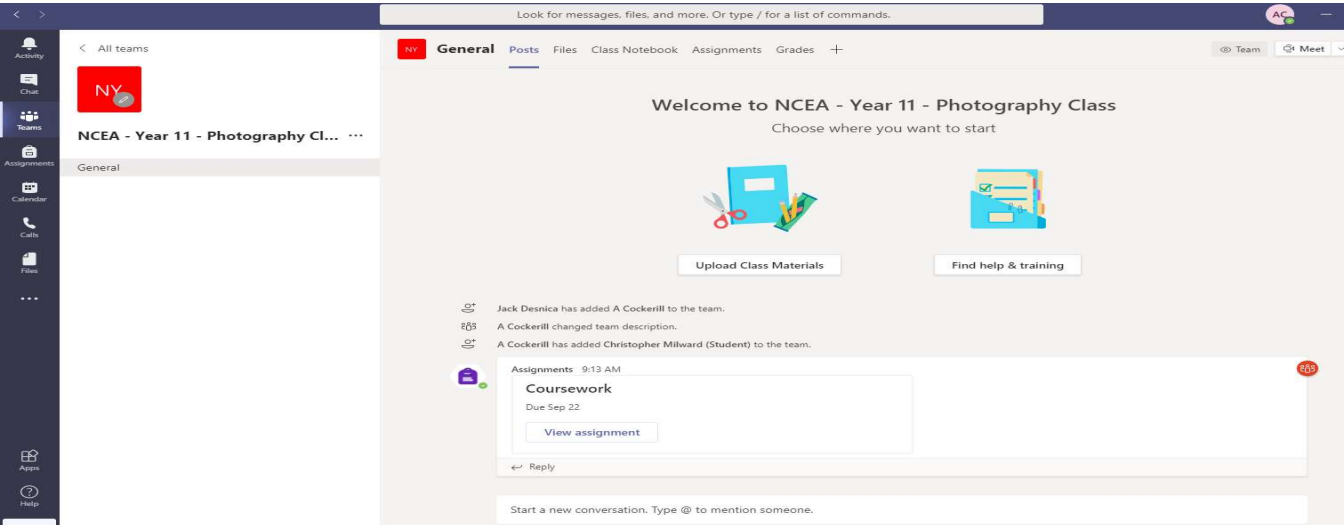 Look for messages, files, and more. Or type / for a list of commands.
AC
Activity
Chat
Teams
Assignments
Calendar
Calls
Files
Apps
Help
All teams
NY
NCEA - Year 11 - Photography Cl... ...
General
NY General Posts Files Class Notebook Assignments Grades +
Team Meet
Welcome to NCEA - Year 11 - Photography Class
Choose where you want to start
Upload Class Materials Find help & training
Jack Desnica has added A Cockerill to the team.
A Cockerill changed team description.
A Cockerill has added Christopher Milward (Student) to the team.
Assignments 9:13 AM
Coursework
Due Sep 22
View assignment
Reply
Start a new conversation. Type @ to mention someone.